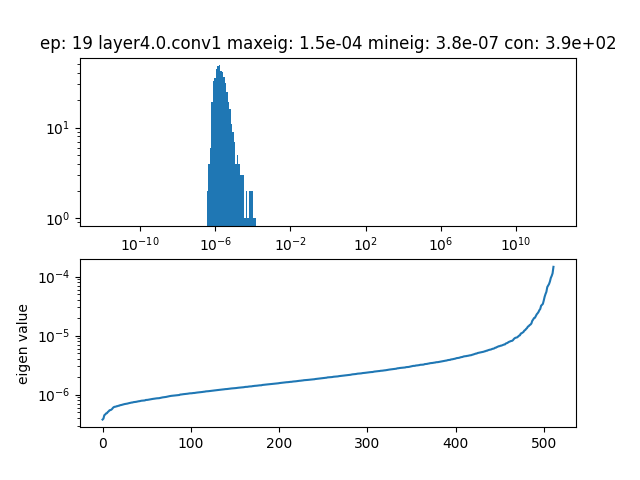 ep: 19 layer4.0.conv1 maxeig: 1.5e-04 mineig: 3.8e-07 con: 3.9e+02
10¹
10⁰
10⁻¹⁰ 10⁻⁶ 10⁻² 10² 10⁶ 10¹⁰
10⁻⁴
10⁻⁵
10⁻⁶
eigen value
0 100 200 300 400 500